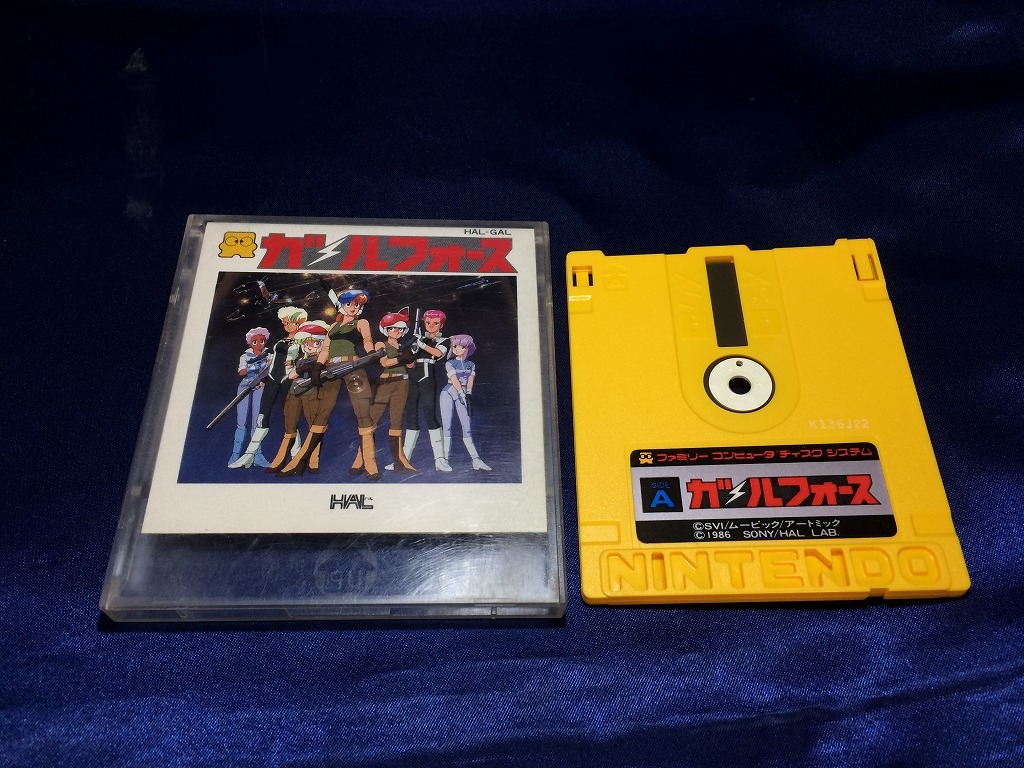 HAL-GAL
ガールフォース
HAL
K136J22
ファミリー コンピュータ ディスク システム
SIDE
A
ガールフォース
©SVI/ムービック/アートミック
©1986 SONY/HAL LAB.
NINTENDO